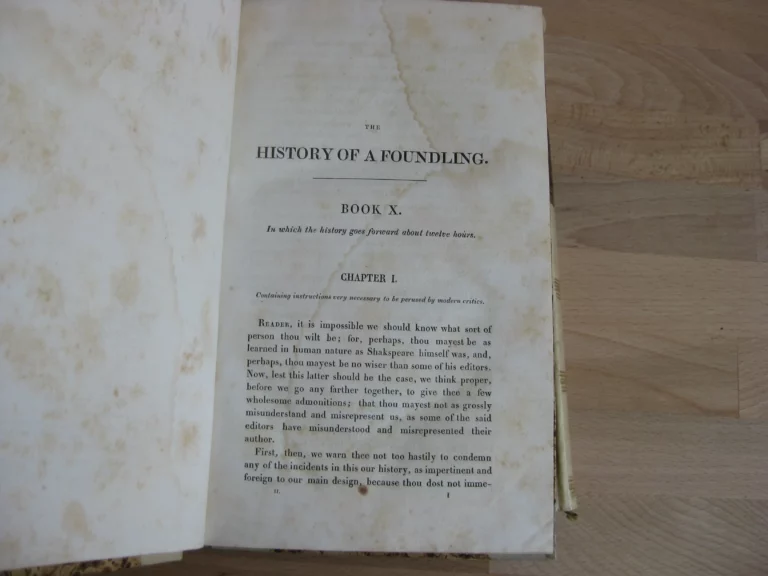 THE
HISTORY OF A FOUNDLING.
BOOK X.
In which the history goes forward about twelve hours.
CHAPTER I.
Containing instructions very necessary to be perused by modern critics.
READER, it is impossible we should know what sort of
person thou wilt be; for, perhaps, thou mayest be as
learned in human nature as Shakspeare himself was, and,
perhaps, thou mayest be no wiser than some of his editors.
Now, lest this latter should be the case, we think proper,
before we go any farther together, to give thee a few
wholesome admonitions; that thou mayest not as grossly
misunderstand and misrepresent us, as some of the said
editors have misunderstood and misrepresented their
author.
First, then, we warn thee not too hastily to condemn
any of the incidents in this our history, as impertinent and
foreign to our main design, because thou dost not imme-
II. 1